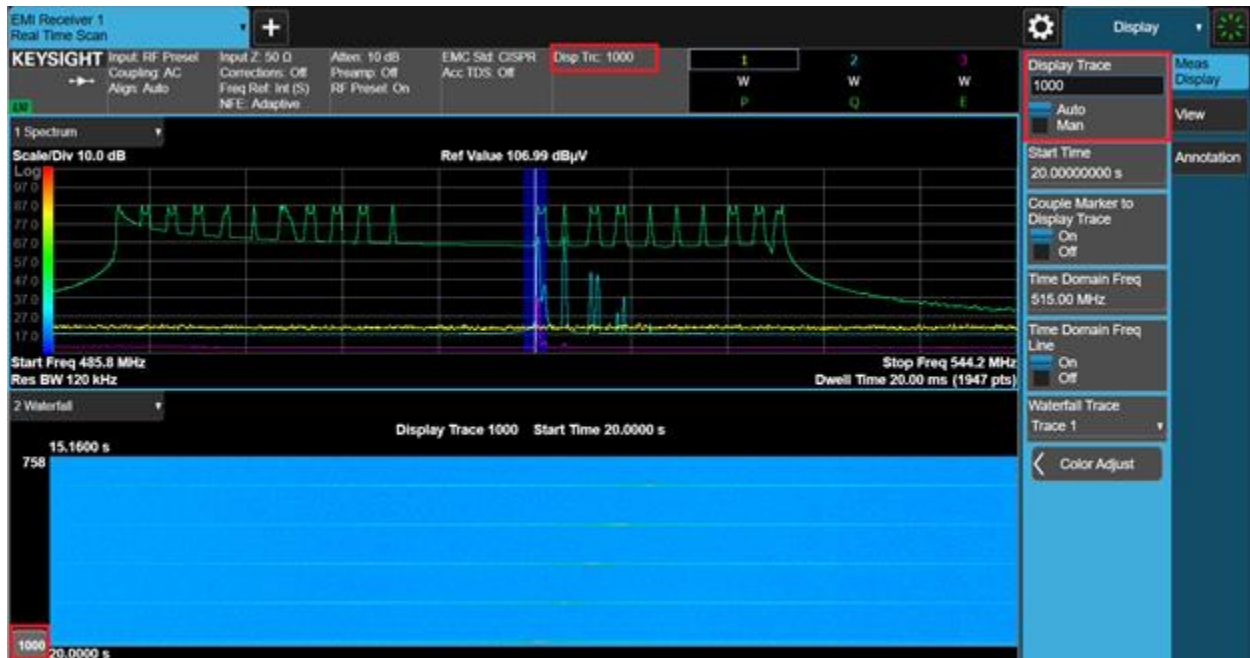 EMI Receiver 1
Real Time Scan
+
Display
KEYSIGHT
Input: RF Presel
Coupling: AC
Align: Auto
Input Z: 50 Ω
Corrections: Off
Freq Ref: Int (S)
NFE: Adaptive
Atten: 10 dB
Preamp: Off
RF Presel: On
EMC Std: CISPR
Acc TDS: Off
Disp Trc: 1000
1 2 3
W W W
P Q E
LXI
1 Spectrum
Scale/Div 10.0 dB
Ref Value 106.99 dBµV
Log
97.0
87.0
77.0
67.0
57.0
47.0
37.0
27.0
17.0
Start Freq 485.8 MHz
Stop Freq 544.2 MHz
Res BW 120 kHz
Dwell Time 20.00 ms (1947 pts)
2 Waterfall
Display Trace 1000 Start Time 20.0000 s
15.1600 s
758
1000
20.0000 s
Display Trace
1000
Auto
Man
Start Time
20.00000000 s
Couple Marker to
Display Trace
On
Off
Time Domain Freq
515.00 MHz
Time Domain Freq
Line
On
Off
Waterfall Trace
Trace 1
Color Adjust
Meas
Display
View
Annotation